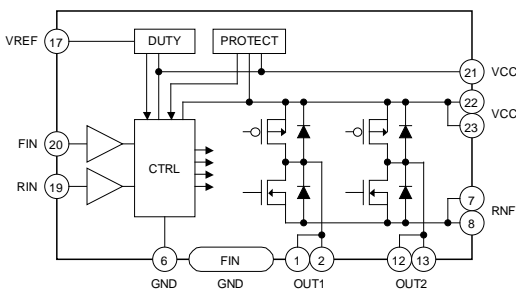 VREF 17 DUTY PROTECT
21 VCC
22 VCC
23
FIN 20
CTRL
RIN 19
7 RNF
8
6 FIN 1 2 12 13
GND GND OUT1 OUT2